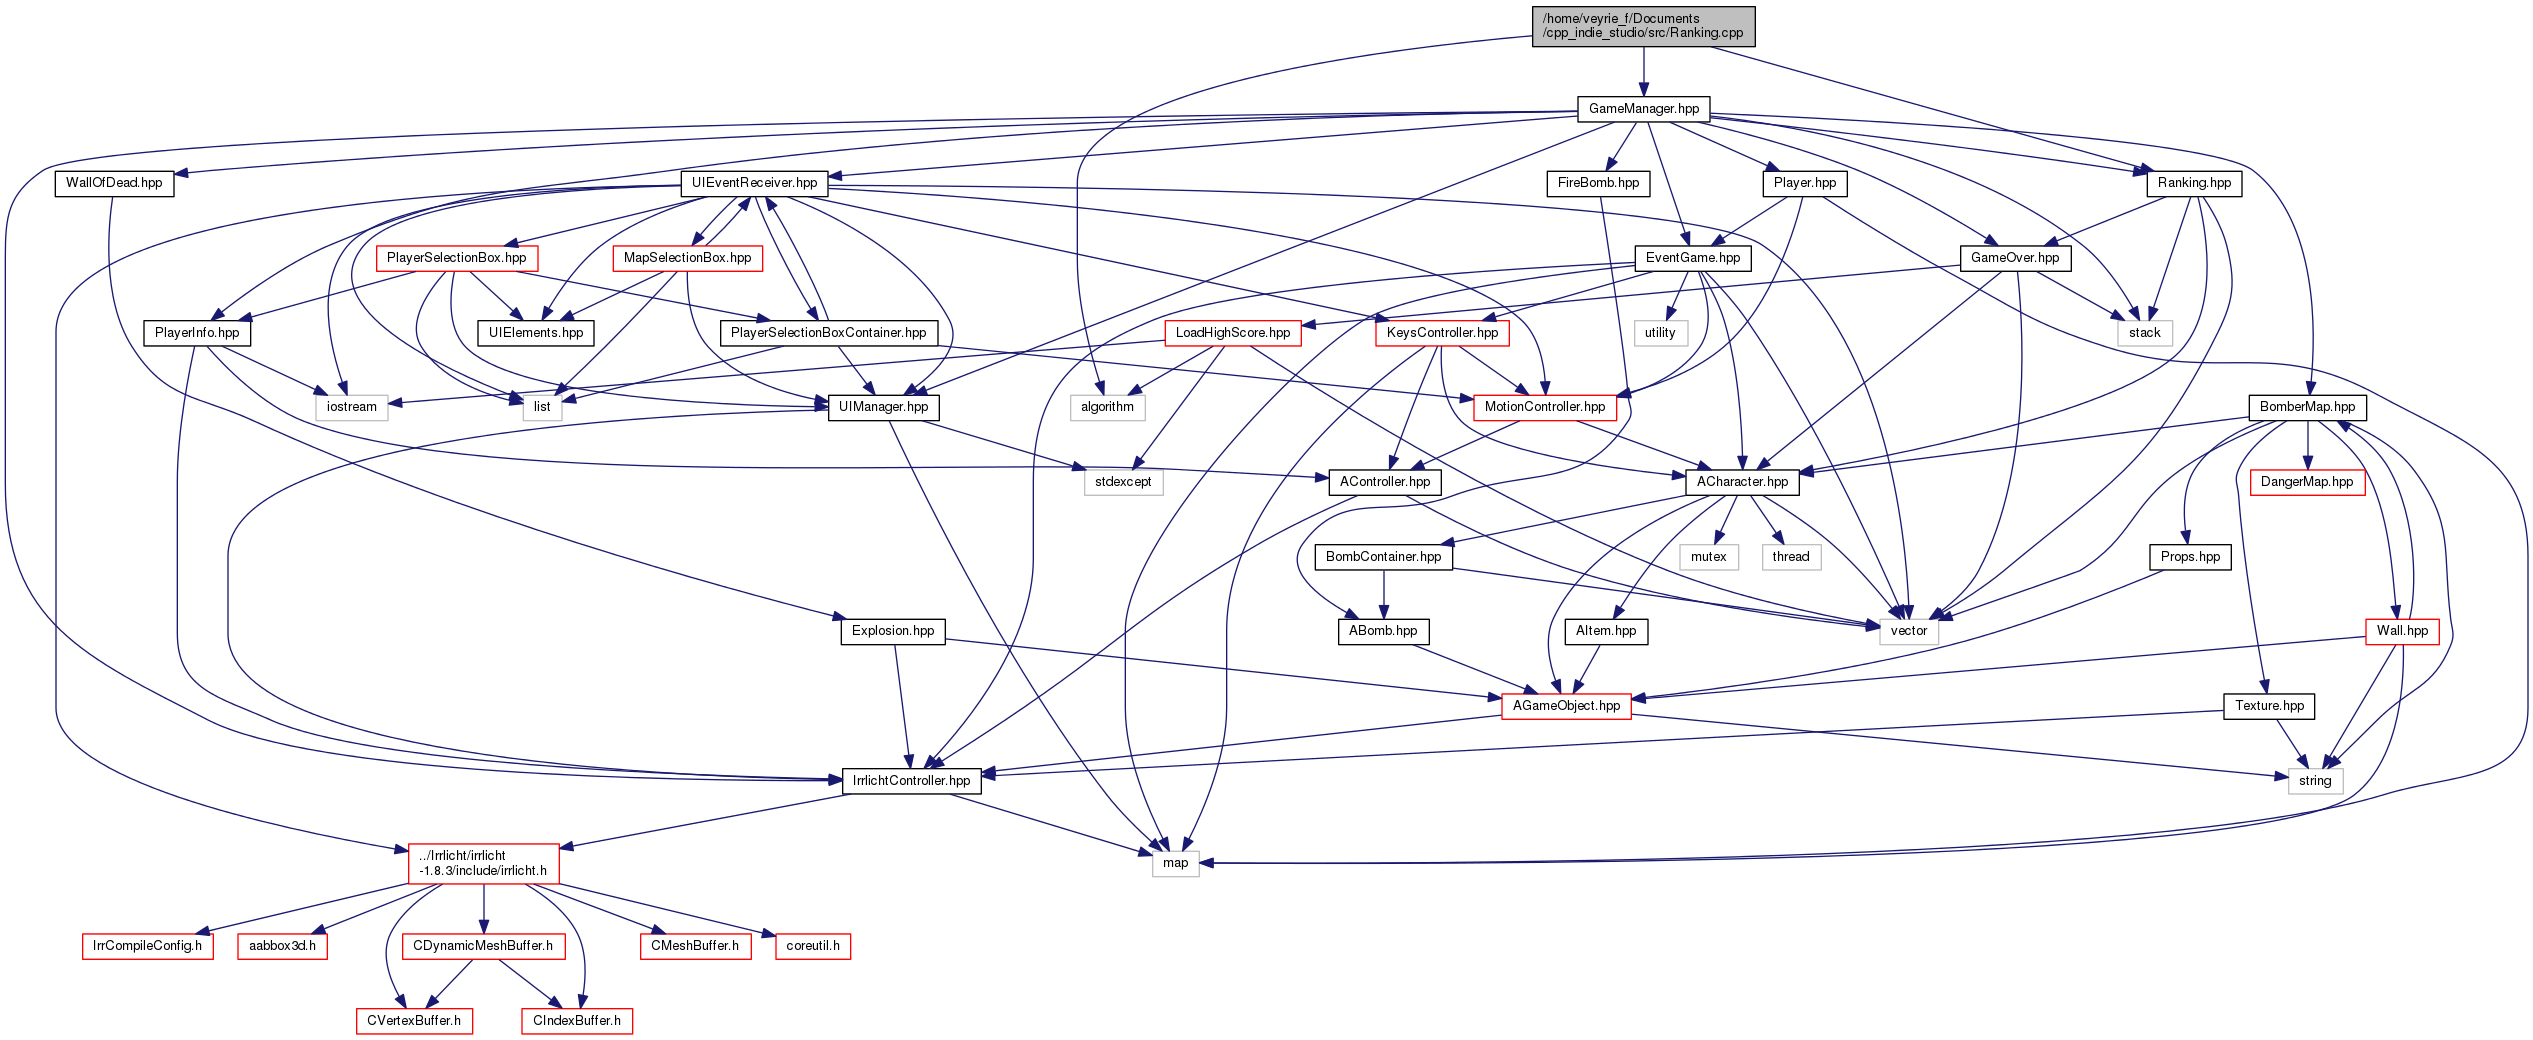 /home/veyrie_f/Documents
/cpp_indie_studio/src/Ranking.cpp
GameManager.hpp
WallOfDead.hpp
UIEventReceiver.hpp
FireBomb.hpp
Player.hpp
Ranking.hpp
PlayerSelectionBox.hpp
MapSelectionBox.hpp
EventGame.hpp
GameOver.hpp
PlayerInfo.hpp
UIElements.hpp
PlayerSelectionBoxContainer.hpp
LoadHighScore.hpp
KeysController.hpp
utility
stack
iostream
list
UIManager.hpp
algorithm
MotionController.hpp
BomberMap.hpp
stdexcept
AController.hpp
ACharacter.hpp
DangerMap.hpp
BombContainer.hpp
mutex
thread
Props.hpp
Explosion.hpp
ABomb.hpp
AItem.hpp
vector
Wall.hpp
AGameObject.hpp
Texture.hpp
IrrlichtController.hpp
string
../Irrlicht/irrlicht
-1.8.3/include/irrlicht.h
map
IrrCompileConfig.h
aabbox3d.h
CDynamicMeshBuffer.h
CMeshBuffer.h
coreutil.h
CVertexBuffer.h
CIndexBuffer.h